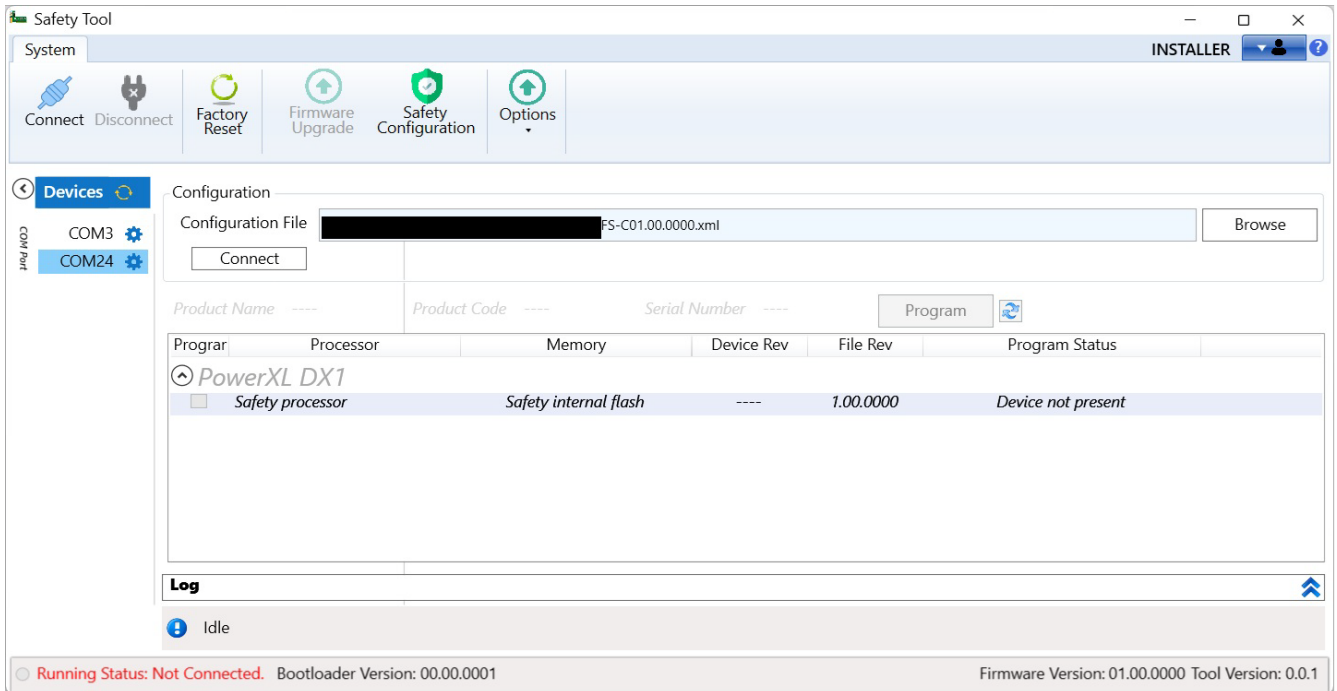 Safety Tool
System
INSTALLER
Connect Disconnect Factory Reset Firmware Upgrade Safety Configuration Options
Devices
COM Port
COM3
COM24
Configuration
Configuration File FS-C01.00.0000.xml Browse
Connect
Product Name ---- Product Code ---- Serial Number ---- Program
Prograr Processor Memory Device Rev File Rev Program Status
PowerXL DX1
Safety processor Safety internal flash ---- 1.00.0000 Device not present
Log
Idle
Running Status: Not Connected. Bootloader Version: 00.00.0001 Firmware Version: 01.00.0000 Tool Version: 0.0.1